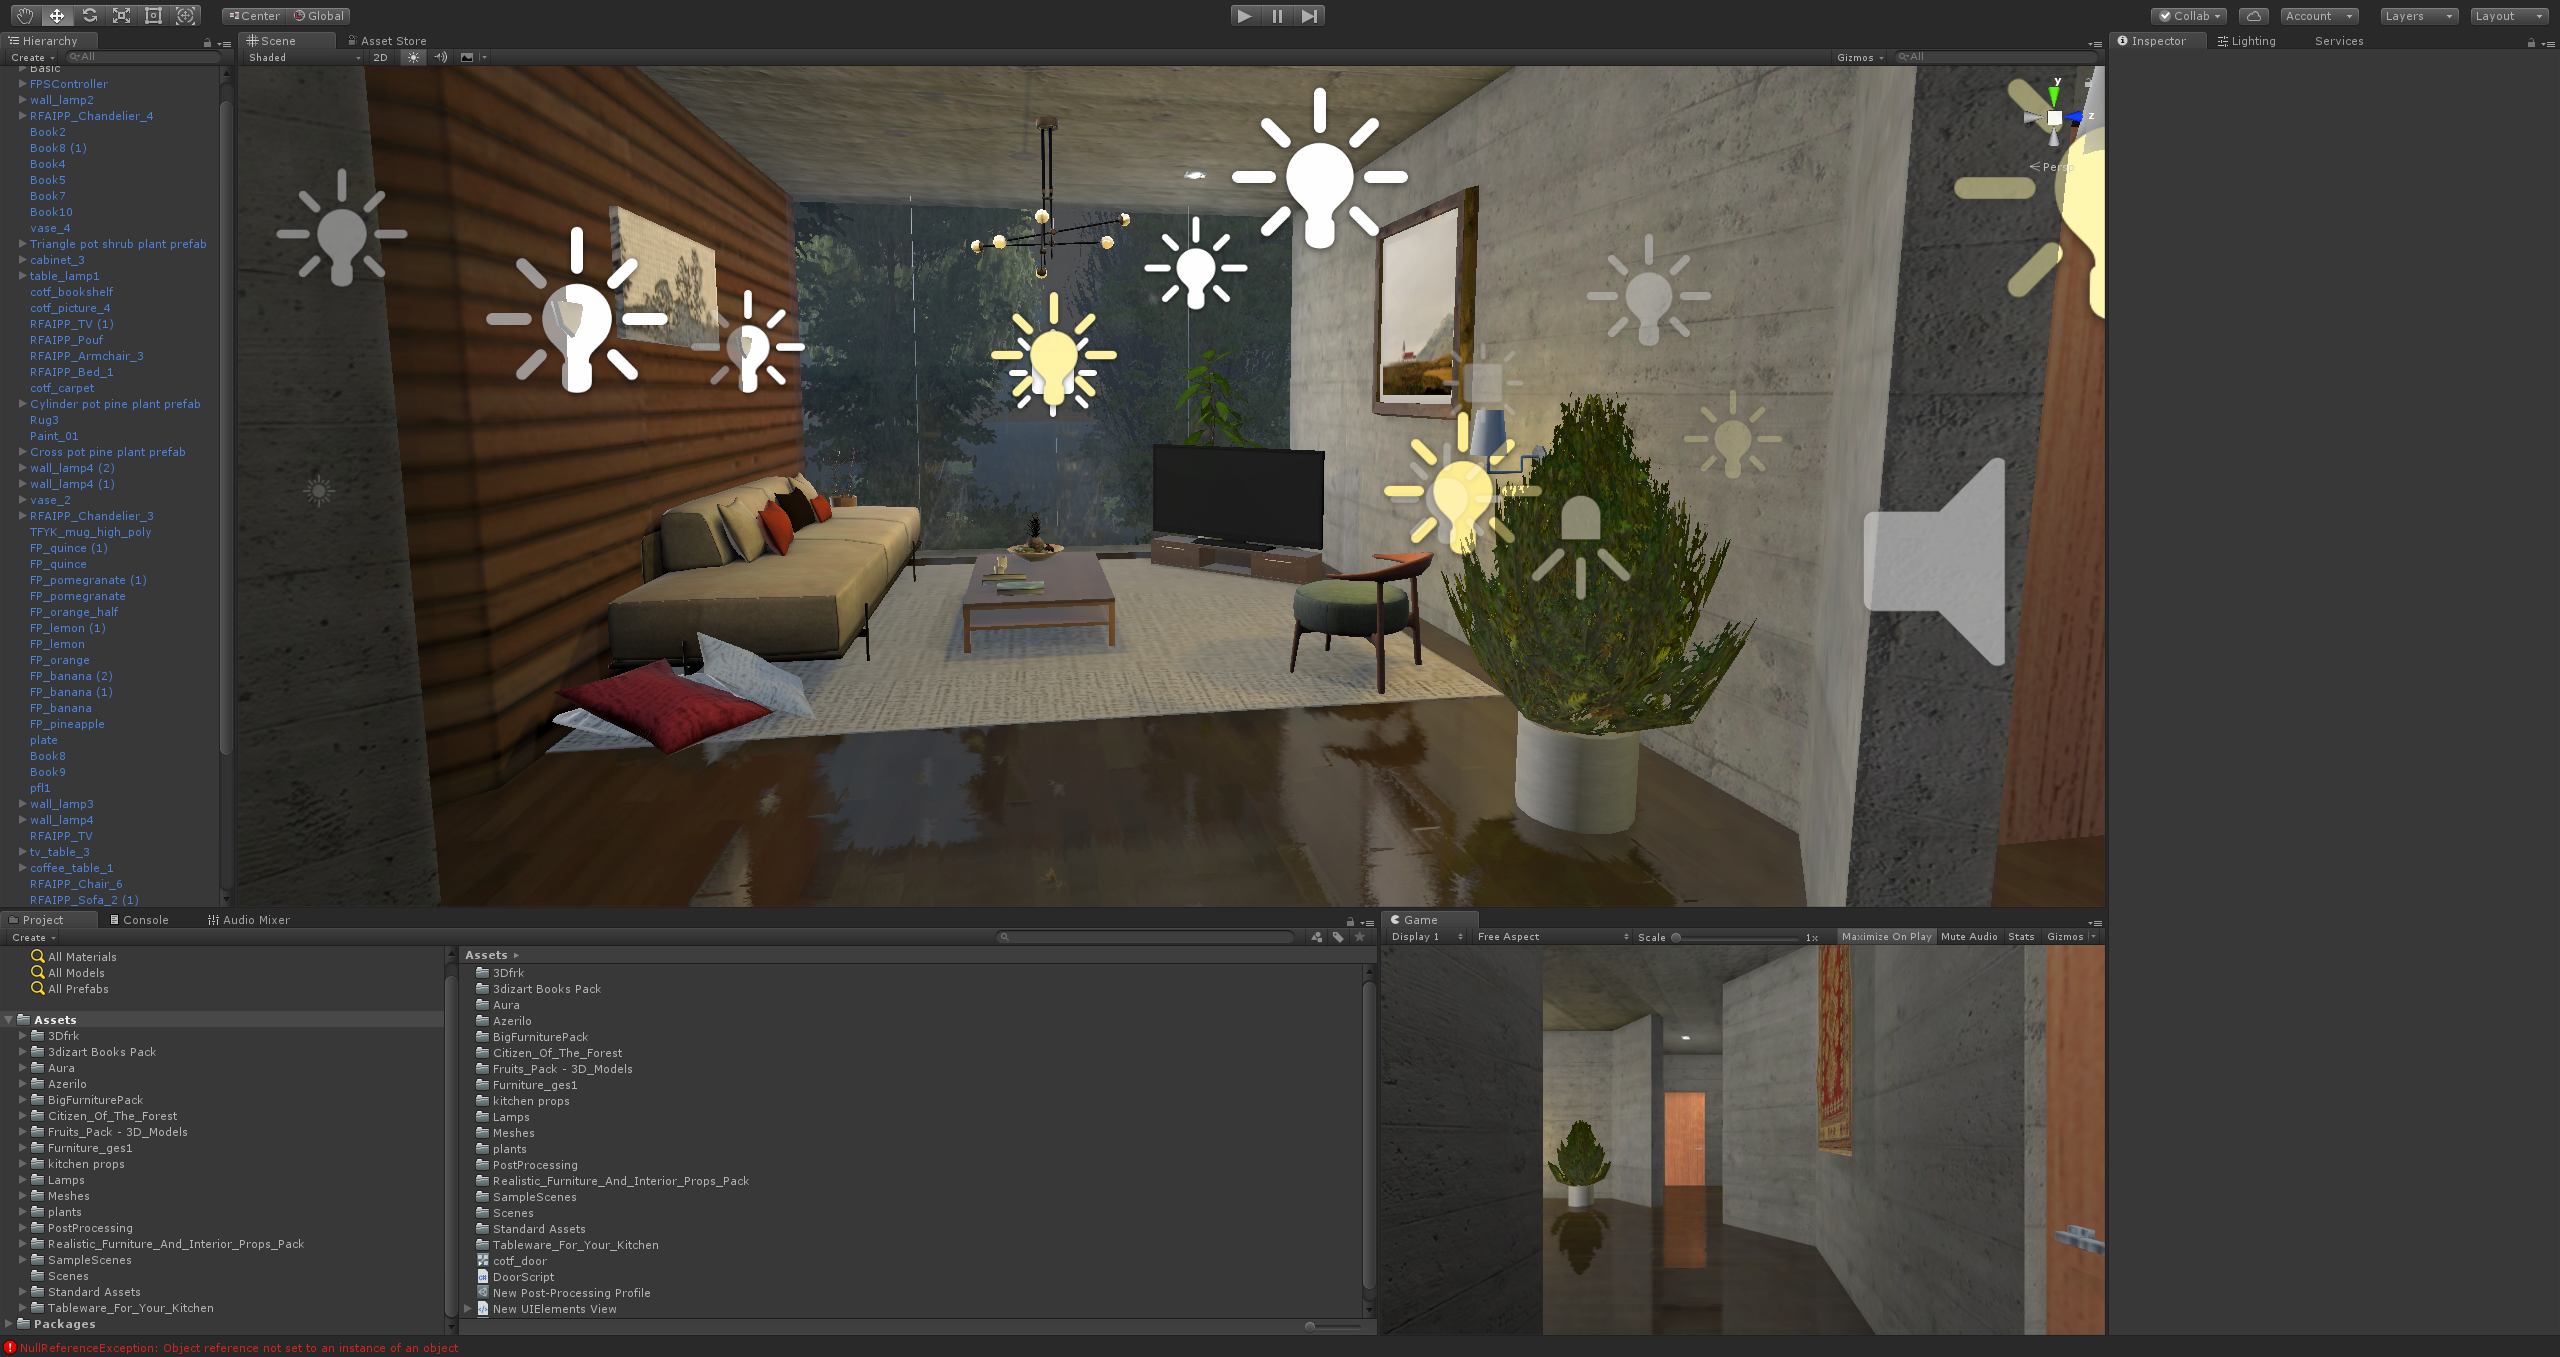 Center Global
Collab Account Layers Layout
Hierarchy
Create All
Basic
FPSController
wall_lamp2
RFAIPP_Chandelier_4
Book2
Book8 (1)
Book4
Book5
Book7
Book10
vase_4
Triangle pot shrub plant prefab
cabinet_3
table_lamp1
cotf_bookshelf
cotf_picture_4
RFAIPP_TV (1)
RFAIPP_Pouf
RFAIPP_Armchair_3
RFAIPP_Bed_1
cotf_carpet
Cylinder pot pine plant prefab
Rug3
Paint_01
Cross pot pine plant prefab
wall_lamp4 (2)
wall_lamp4 (1)
vase_2
RFAIPP_Chandelier_3
TFYK_mug_high_poly
FP_quince (1)
FP_quince
FP_pomegranate (1)
FP_pomegranate
FP_orange_half
FP_lemon (1)
FP_lemon
FP_orange
FP_banana (2)
FP_banana (1)
FP_banana
FP_pineapple
plate
Book8
Book9
pfl1
wall_lamp3
wall_lamp4
RFAIPP_TV
tv_table_3
coffee_table_1
RFAIPP_Chair_6
RFAIPP_Sofa_2 (1)
Scene Asset Store
Shaded 2D Gizmos All
y
z
Persp
Inspector Lighting Services
Project Console Audio Mixer
Create
All Materials
All Models
All Prefabs
Assets
3Dfrk
3dizart Books Pack
Aura
Azerilo
BigFurniturePack
Citizen_Of_The_Forest
Fruits_Pack - 3D_Models
Furniture_ges1
kitchen props
Lamps
Meshes
plants
PostProcessing
Realistic_Furniture_And_Interior_Props_Pack
SampleScenes
Scenes
Standard Assets
Tableware_For_Your_Kitchen
Packages
Assets
3Dfrk
3dizart Books Pack
Aura
Azerilo
BigFurniturePack
Citizen_Of_The_Forest
Fruits_Pack - 3D_Models
Furniture_ges1
kitchen props
Lamps
Meshes
plants
PostProcessing
Realistic_Furniture_And_Interior_Props_Pack
SampleScenes
Scenes
Standard Assets
Tableware_For_Your_Kitchen
cotf_door
DoorScript
New Post-Processing Profile
New UIElements View
Game
Display 1 Free Aspect Scale 1x Maximize On Play Mute Audio Stats Gizmos
NullReferenceException: Object reference not set to an instance of an object